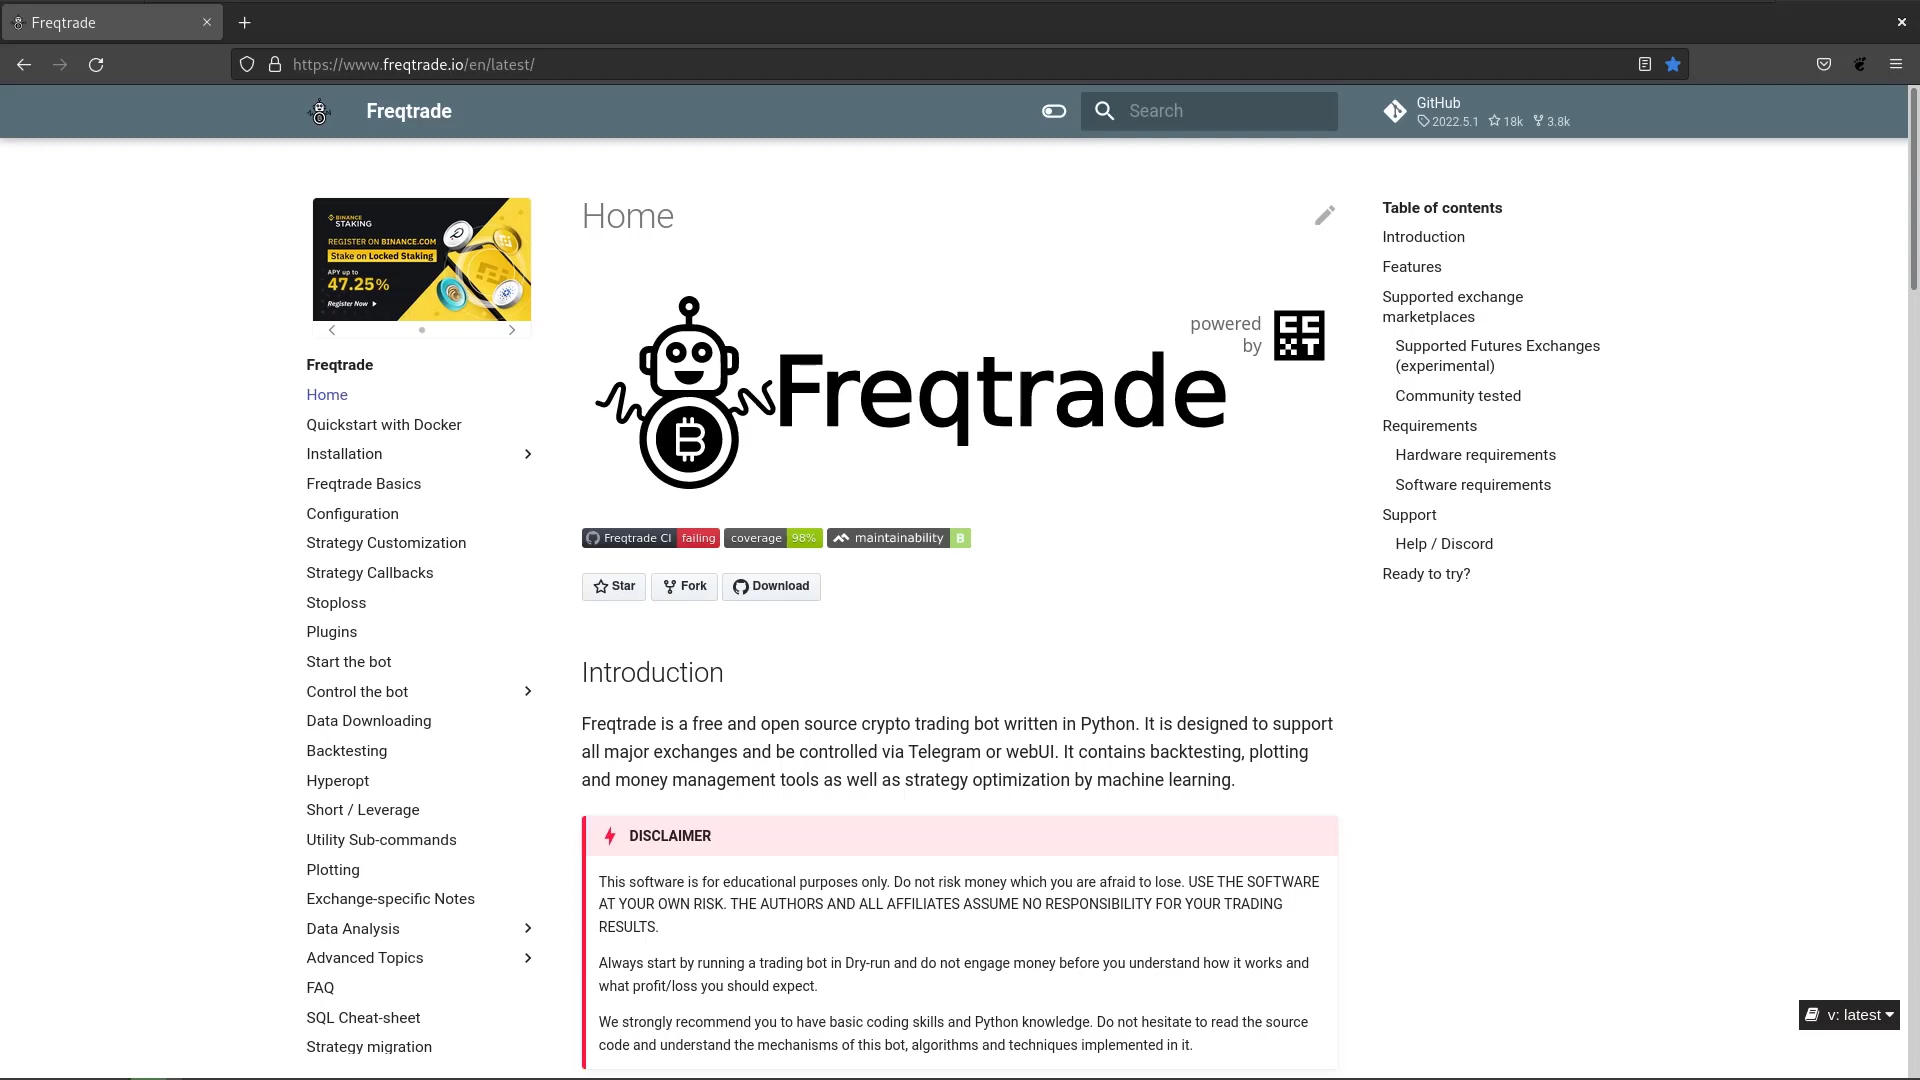 Freqtrade
https://www.freqtrade.io/en/latest/
Freqtrade
Search
GitHub
2022.5.1 18k 3.8k
BINANCE
STAKING
REGISTER ON BINANCE.COM
Stake on Locked Staking
APY up to
47.25%
Register Now
Freqtrade
Home
Quickstart with Docker
Installation
Freqtrade Basics
Configuration
Strategy Customization
Strategy Callbacks
Stoploss
Plugins
Start the bot
Control the bot
Data Downloading
Backtesting
Hyperopt
Short / Leverage
Utility Sub-commands
Plotting
Exchange-specific Notes
Data Analysis
Advanced Topics
FAQ
SQL Cheat-sheet
Strategy migration
Home
powered
by
CCXT
Freqtrade
Freqtrade CI failing coverage 98% maintainability B
Star Fork Download
Introduction
Freqtrade is a free and open source crypto trading bot written in Python. It is designed to support
all major exchanges and be controlled via Telegram or webUI. It contains backtesting, plotting
and money management tools as well as strategy optimization by machine learning.
DISCLAIMER
This software is for educational purposes only. Do not risk money which you are afraid to lose. USE THE SOFTWARE
AT YOUR OWN RISK. THE AUTHORS AND ALL AFFILIATES ASSUME NO RESPONSIBILITY FOR YOUR TRADING
RESULTS.
Always start by running a trading bot in Dry-run and do not engage money before you understand how it works and
what profit/loss you should expect.
We strongly recommend you to have basic coding skills and Python knowledge. Do not hesitate to read the source
code and understand the mechanisms of this bot, algorithms and techniques implemented in it.
Table of contents
Introduction
Features
Supported exchange
marketplaces
Supported Futures Exchanges
(experimental)
Community tested
Requirements
Hardware requirements
Software requirements
Support
Help / Discord
Ready to try?
v: latest